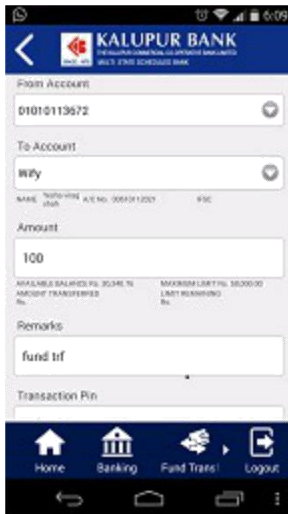 6:09
KALUPUR BANK
THE KALUPUR COMMERCIAL CO.OPERATIVE BANK LIMITED
MULTI STATE SCHEDULED BANK
From Account
01010113672
To Account
Wify
NAME A/C No. IFSC
Amount
100
AVAILABLE BALANCE Rs. MAXIMUM LIMIT Rs. 50,000.00
AMOUNT TRANSFERRED LIMIT REMAINING
Rs. Rs.
Remarks
fund trf
Transaction Pin
Home Banking Fund Trans Logout